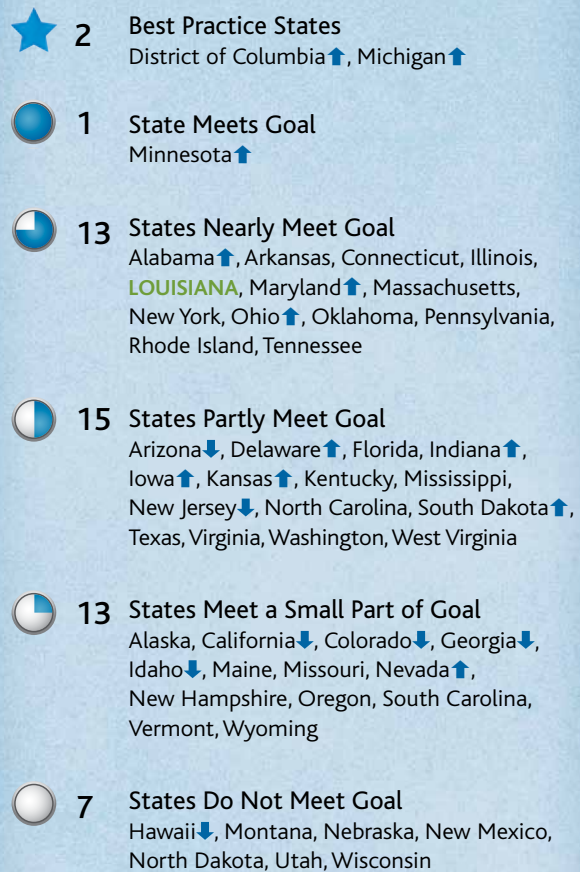 2 Best Practice States
District of Columbia⬆, Michigan⬆
1 State Meets Goal
Minnesota⬆
13 States Nearly Meet Goal
Alabama⬆, Arkansas, Connecticut, Illinois,
LOUISIANA, Maryland⬆, Massachusetts,
New York, Ohio⬆, Oklahoma, Pennsylvania,
Rhode Island, Tennessee
15 States Partly Meet Goal
Arizona⬇, Delaware⬆, Florida, Indiana⬆,
Iowa⬆, Kansas⬆, Kentucky, Mississippi,
New Jersey⬇, North Carolina, South Dakota⬆,
Texas, Virginia, Washington, West Virginia
13 States Meet a Small Part of Goal
Alaska, California⬇, Colorado⬇, Georgia⬇,
Idaho⬇, Maine, Missouri, Nevada⬆,
New Hampshire, Oregon, South Carolina,
Vermont, Wyoming
7 States Do Not Meet Goal
Hawaii⬇, Montana, Nebraska, New Mexico,
North Dakota, Utah, Wisconsin